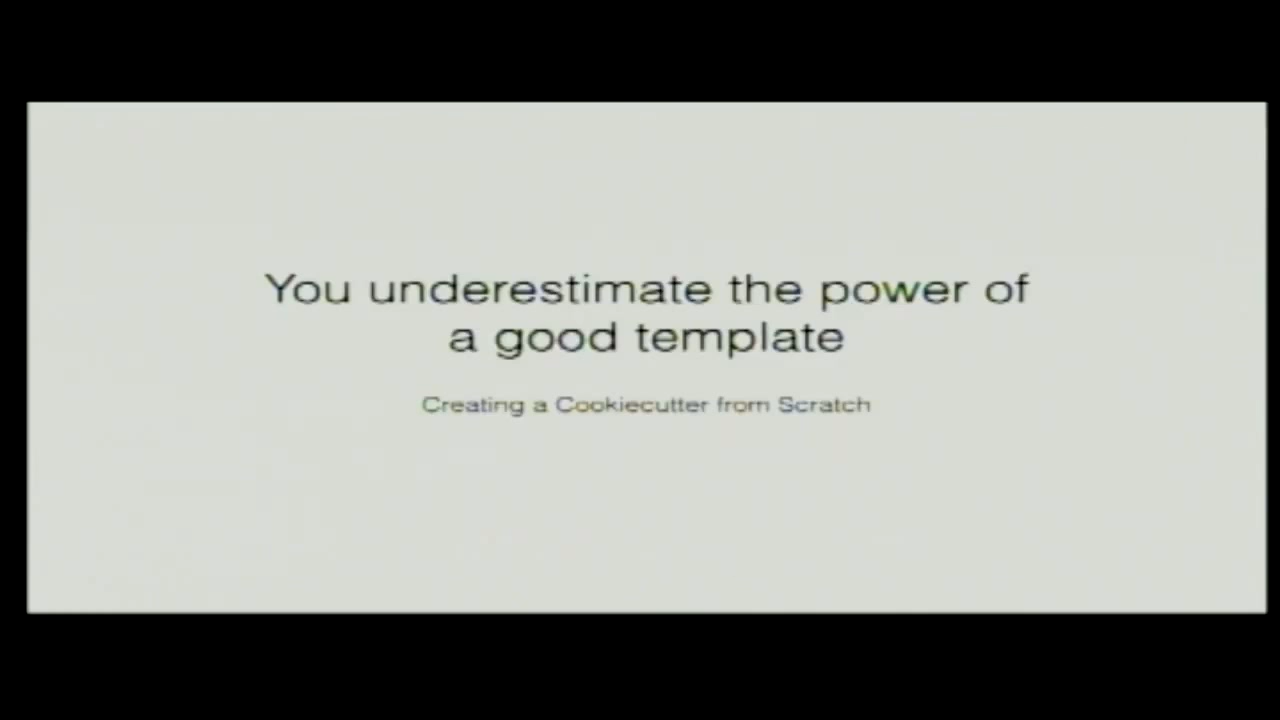 You underestimate the power of
a good template
Creating a Cookiecutter from Scratch